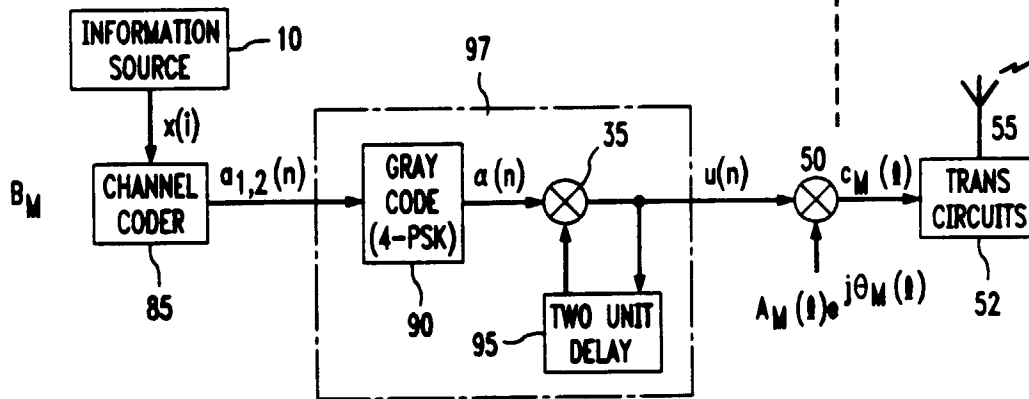 INFORMATION
SOURCE
10
x(i)
B_M
CHANNEL
CODER
85
a_{1,2}(n)
97
GRAY
CODE
(4-PSK)
90
α(n)
35
TWO UNIT
DELAY
95
u(n)
50
A_M(ℓ)e^{jθ_M(ℓ)}
c_M(ℓ)
55
TRANS
CIRCUITS
52